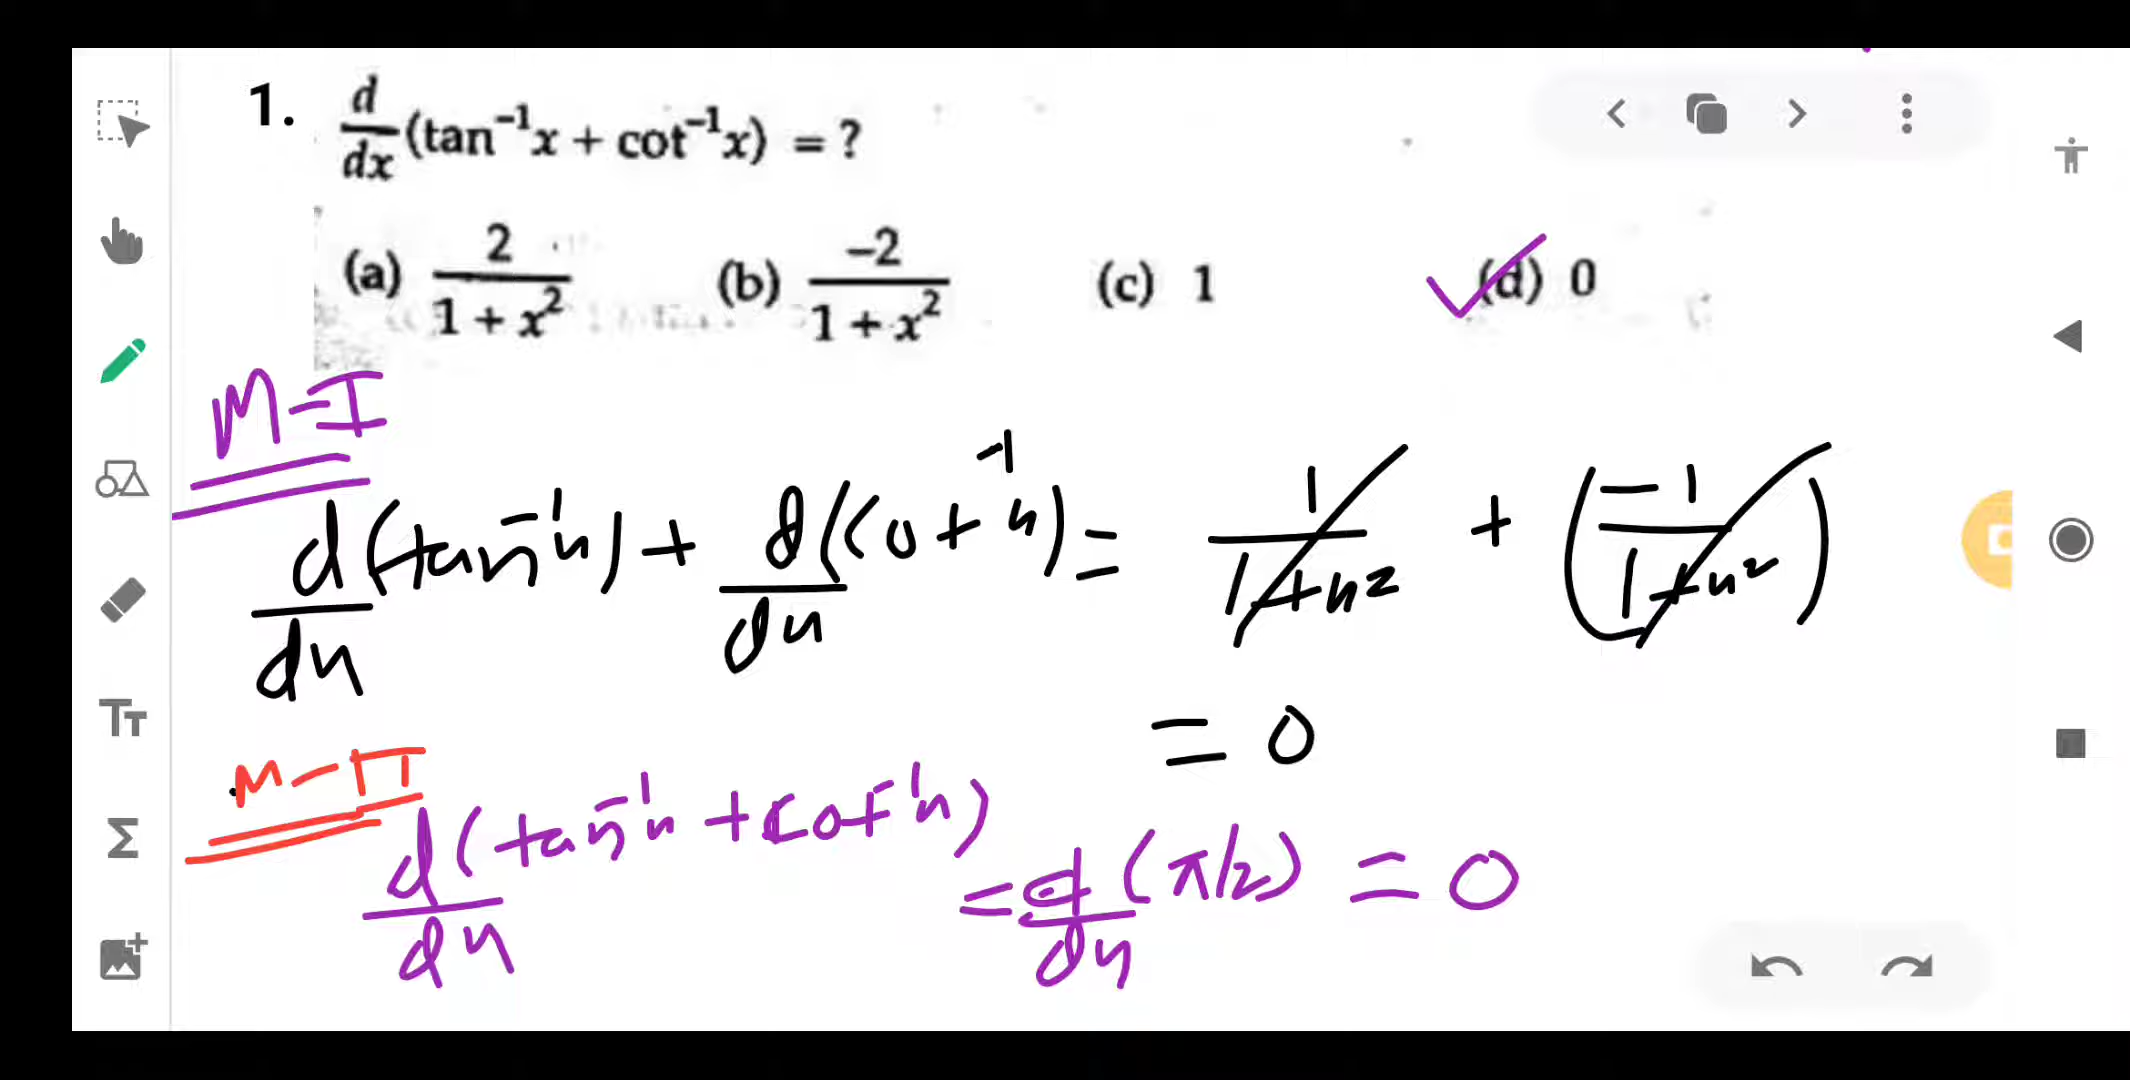 1. d/dx (tan⁻¹x + cot⁻¹x) = ?
(a) 2/(1 + x²) (b) -2/(1 + x²) (c) 1 (d) 0
M-I
d/dx (tan⁻¹x) + d/dx (cot⁻¹x) = 1/(1+x²) + (-1/(1+x²))
= 0
M-II
d/dx (tan⁻¹x + cot⁻¹x) = d/dx (π/2) = 0
Tт
Σ